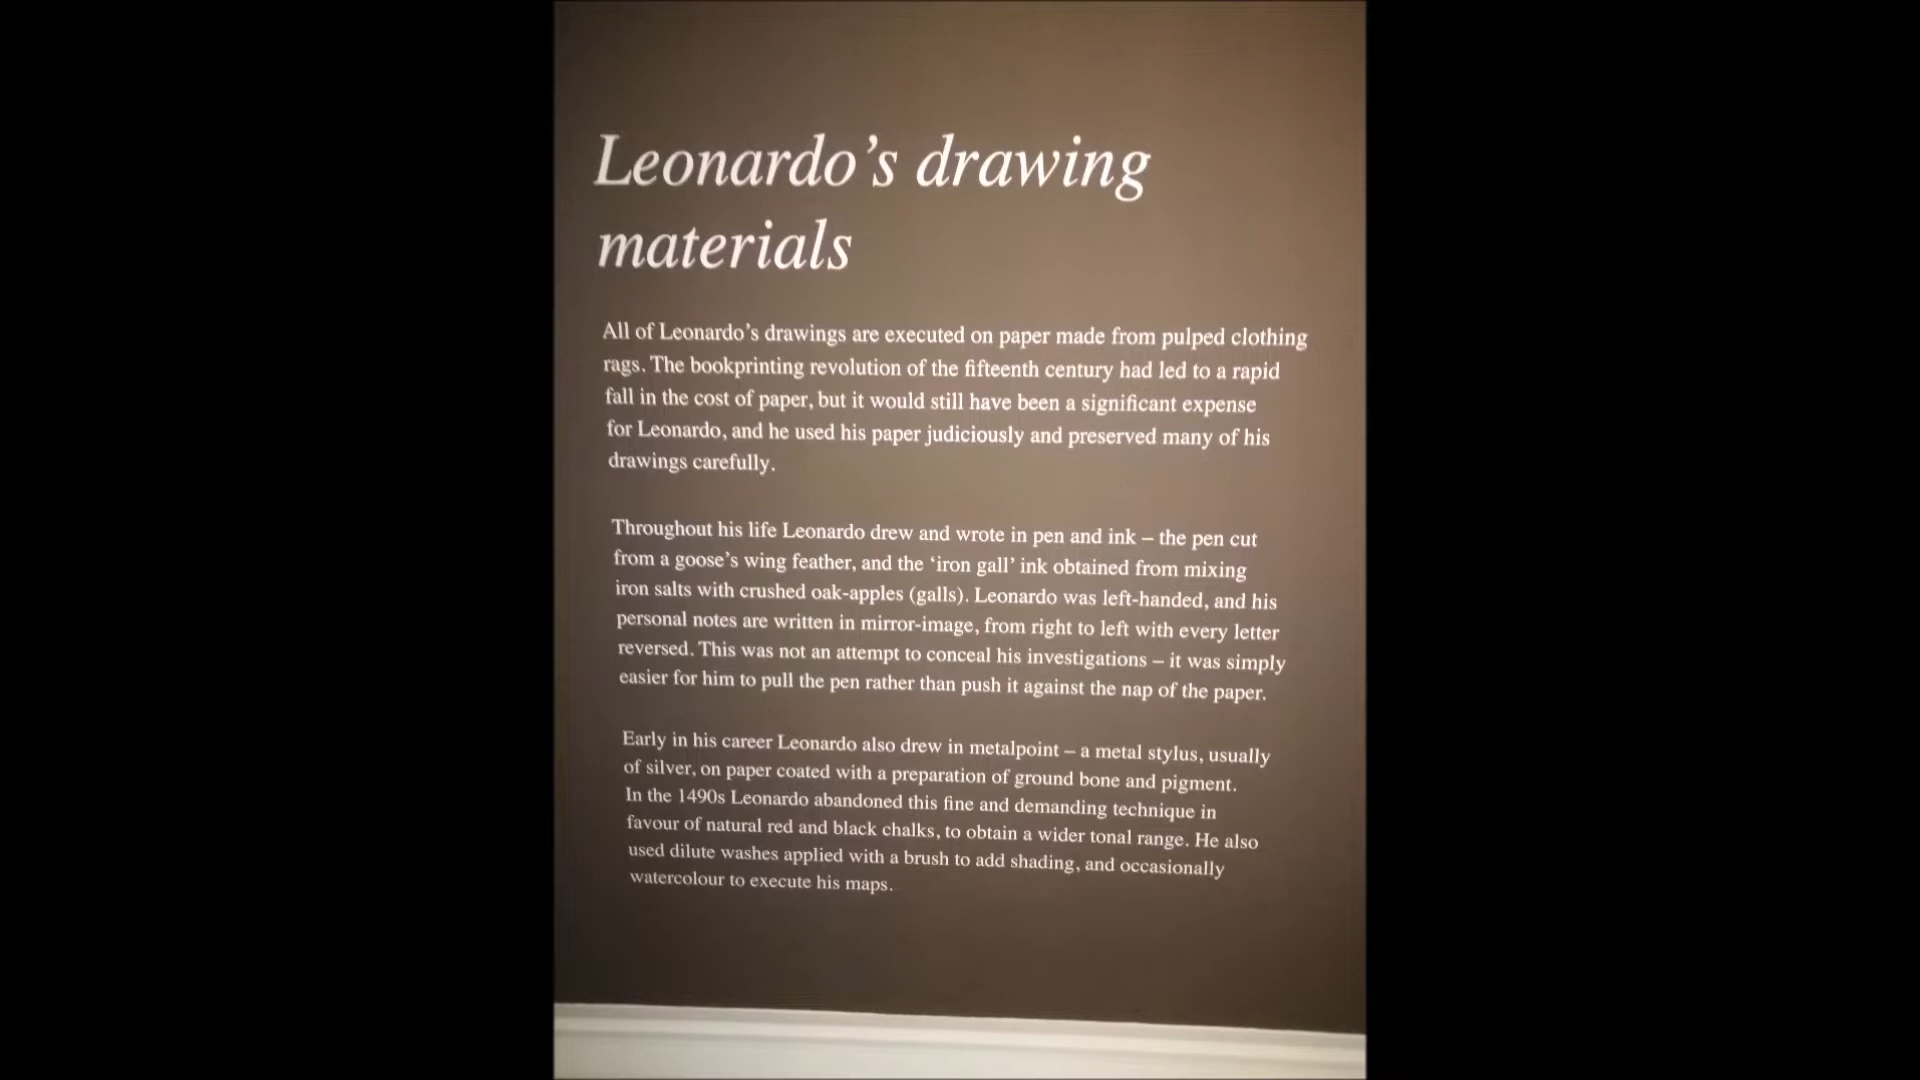 Leonardo’s drawing
materials
All of Leonardo’s drawings are executed on paper made from pulped clothing
rags. The bookprinting revolution of the fifteenth century had led to a rapid
fall in the cost of paper, but it would still have been a significant expense
for Leonardo, and he used his paper judiciously and preserved many of his
drawings carefully.
Throughout his life Leonardo drew and wrote in pen and ink – the pen cut
from a goose’s wing feather, and the ‘iron gall’ ink obtained from mixing
iron salts with crushed oak-apples (galls). Leonardo was left-handed, and his
personal notes are written in mirror-image, from right to left with every letter
reversed. This was not an attempt to conceal his investigations – it was simply
easier for him to pull the pen rather than push it against the nap of the paper.
Early in his career Leonardo also drew in metalpoint – a metal stylus, usually
of silver, on paper coated with a preparation of ground bone and pigment.
In the 1490s Leonardo abandoned this fine and demanding technique in
favour of natural red and black chalks, to obtain a wider tonal range. He also
used dilute washes applied with a brush to add shading, and occasionally
watercolour to execute his maps.